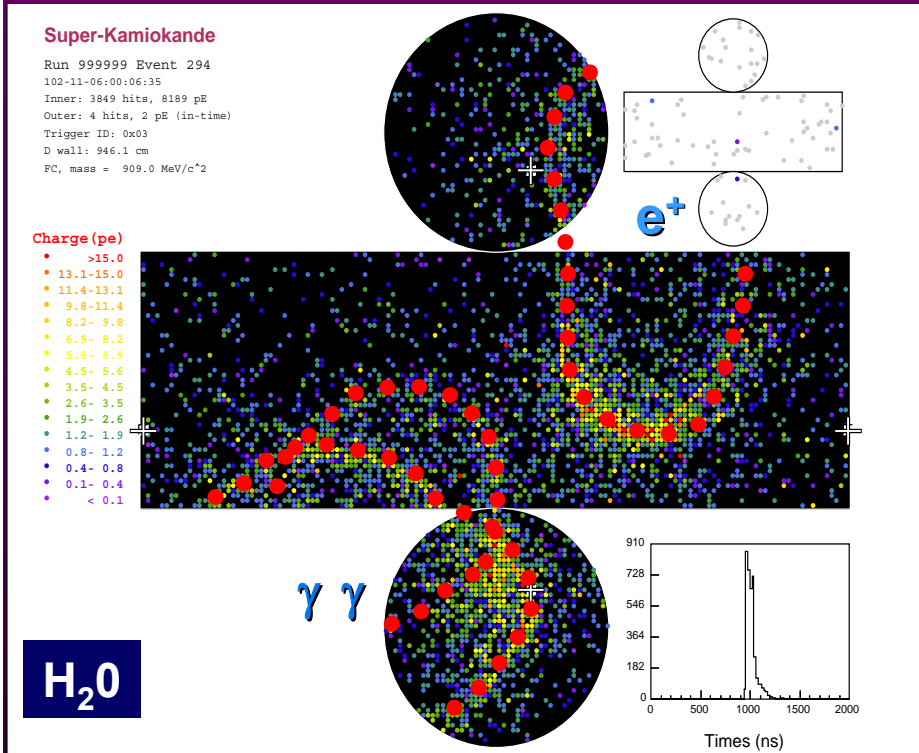 Super-Kamiokande
Run 999999 Event 294
102-11-06:00:06:35
Inner: 3849 hits, 8189 pE
Outer: 4 hits, 2 pE (in-time)
Trigger ID: 0x03
D wall: 946.1 cm
FC, mass = 909.0 MeV/c^2
e+
Charge(pe)
>15.0
13.1-15.0
11.4-13.1
9.8-11.4
8.2- 9.8
6.9- 8.2
5.6- 6.9
4.5- 5.6
3.5- 4.5
2.6- 3.5
1.9- 2.6
1.2- 1.9
0.8- 1.2
0.4- 0.8
0.1- 0.4
< 0.1
γ γ
H20
910
728
546
364
182
0
0 500 1000 1500 2000
Times (ns)